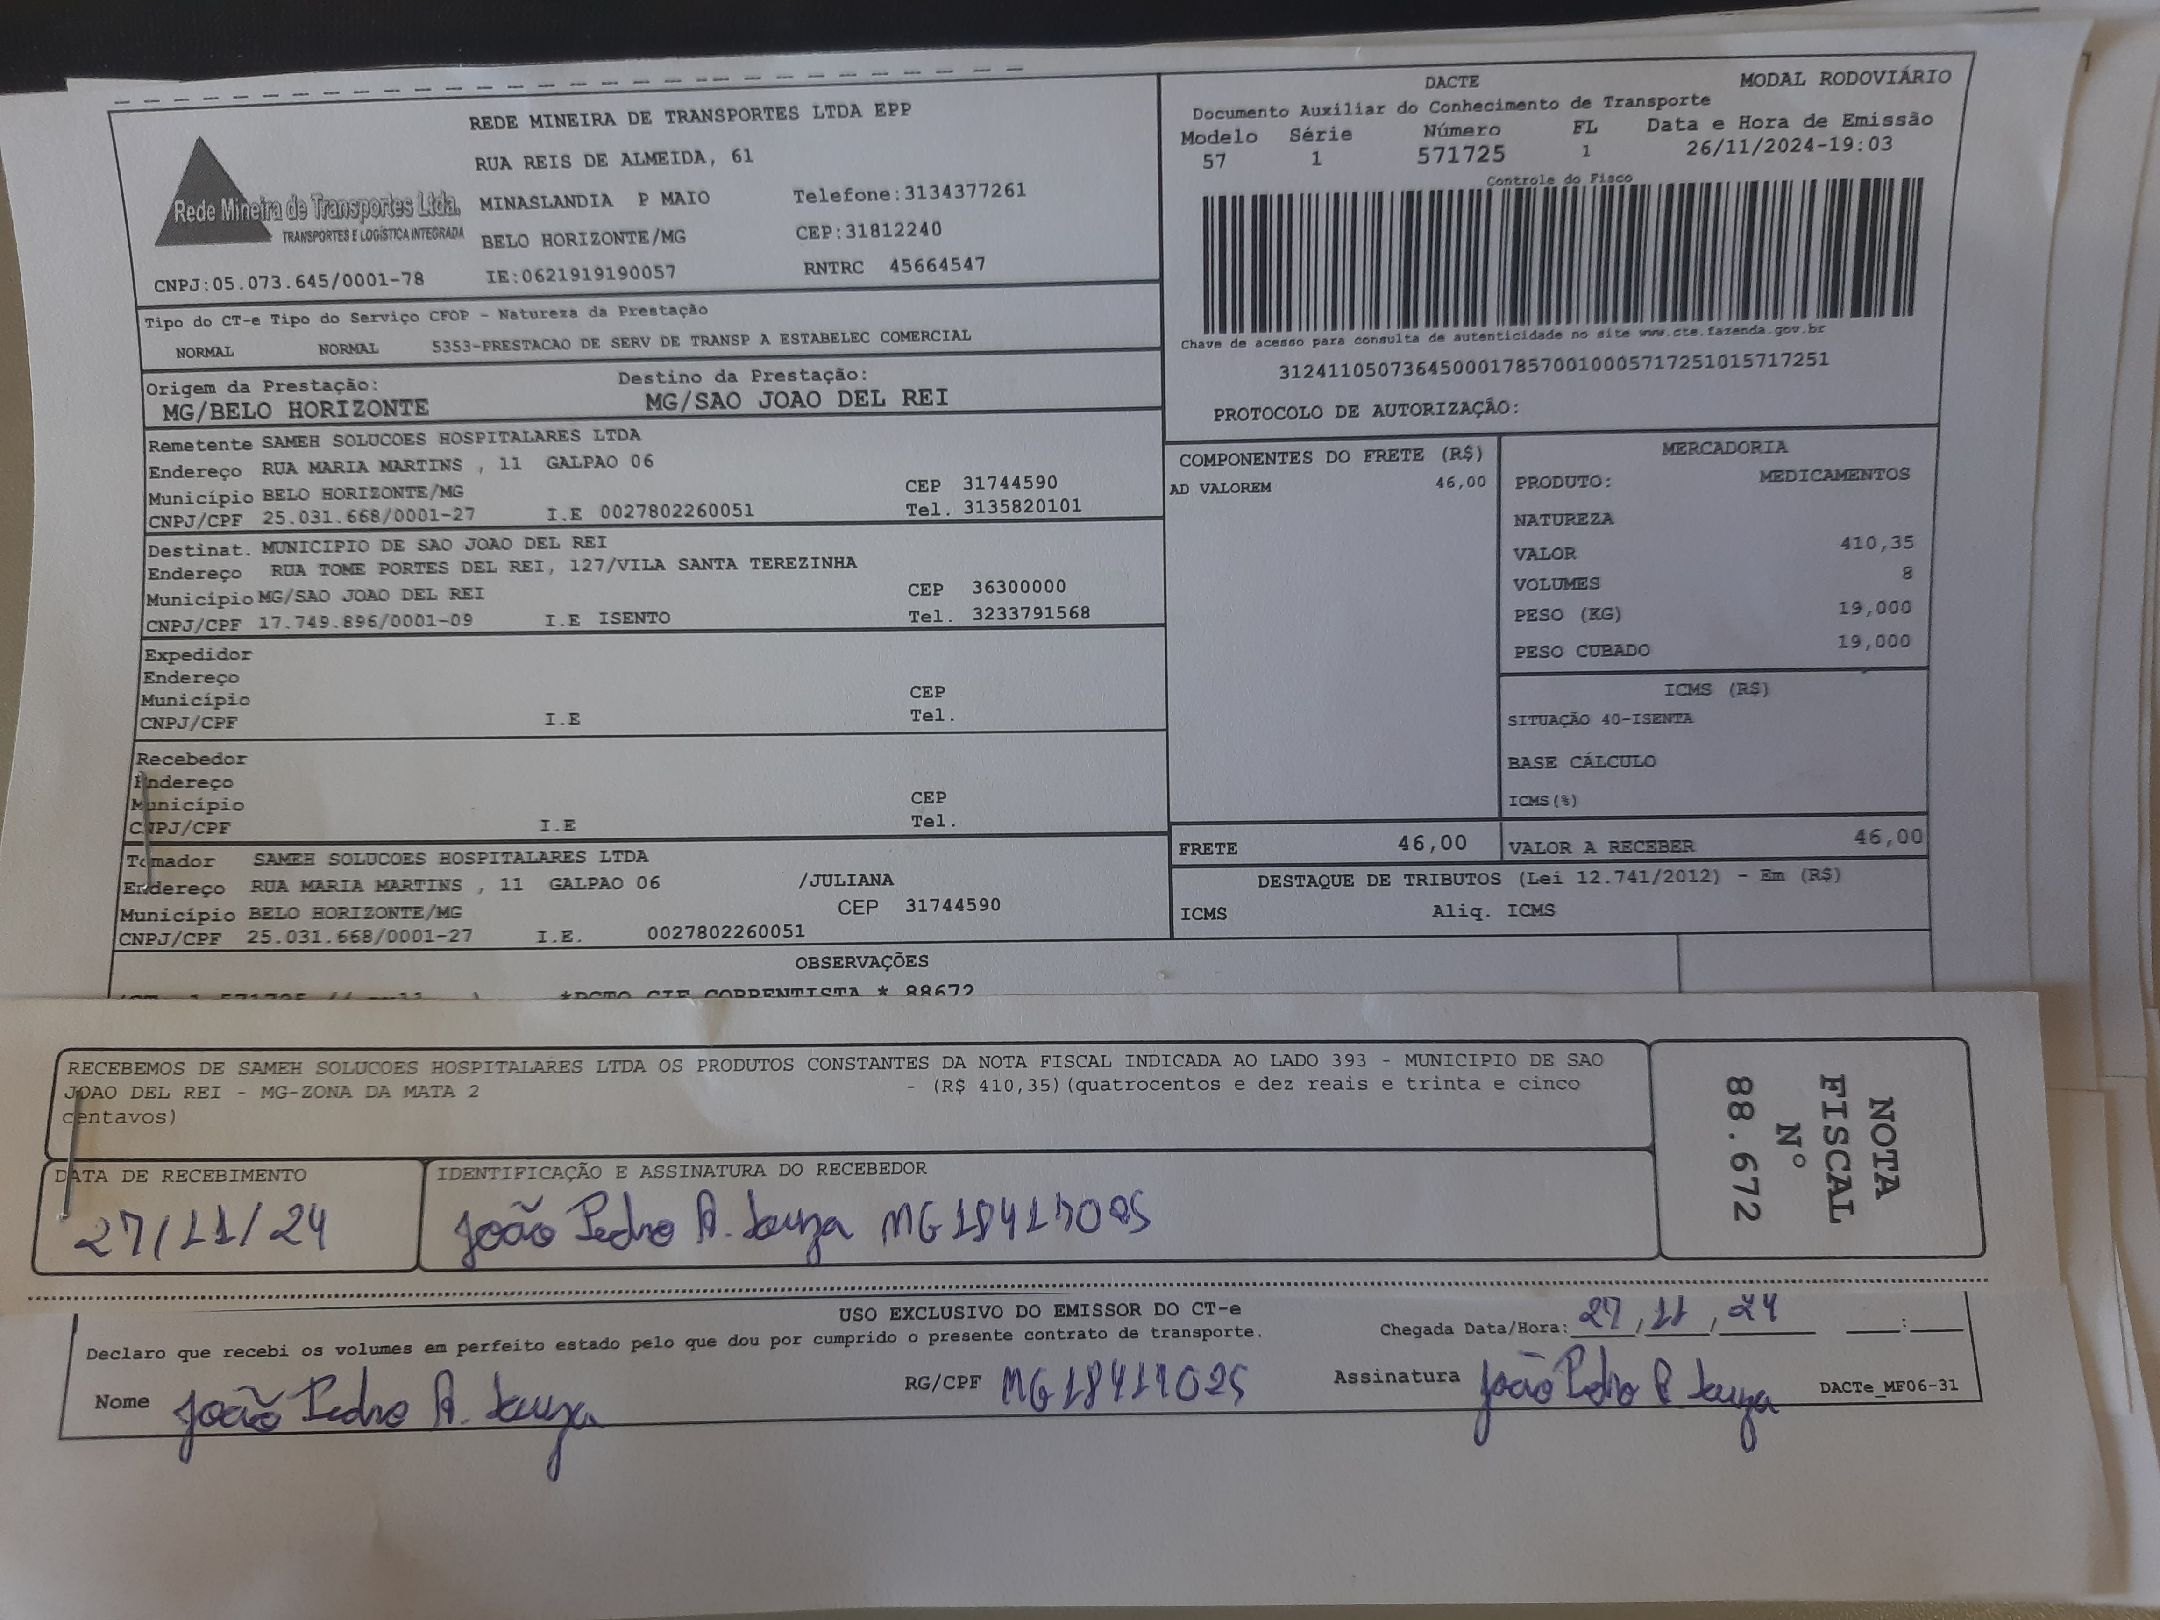 REDE MINEIRA DE TRANSPORTES LTDA EPP
RUA REIS DE ALMEIDA, 61
MINASLANDIA P MAIO Telefone:3134377261
BELO HORIZONTE/MG CEP:31812240
CNPJ:05.073.645/0001-78 IE:0621919190057 RNTRC 45664547
Rede Mineira de Transportes Ltda.
TRANSPORTES E LOGÍSTICA INTEGRADA
DACTE MODAL RODOVIÁRIO
Documento Auxiliar do Conhecimento de Transporte
Modelo Série Número FL Data e Hora de Emissão
57 1 571725 1 26/11/2024-19:03
Controle do Fisco
Chave de acesso para consulta de autenticidade no site www.cte.fazenda.gov.br
31241105073645000178570010005717251015717251
PROTOCOLO DE AUTORIZAÇÃO:
Tipo do CT-e Tipo do Serviço CFOP - Natureza da Prestação
NORMAL NORMAL 5353-PRESTACAO DE SERV DE TRANSP A ESTABELEC COMERCIAL
Origem da Prestação: Destino da Prestação:
MG/BELO HORIZONTE MG/SAO JOAO DEL REI
Remetente SAMEH SOLUCOES HOSPITALARES LTDA
Endereço RUA MARIA MARTINS , 11 GALPAO 06
Município BELO HORIZONTE/MG CEP 31744590
CNPJ/CPF 25.031.668/0001-27 I.E 0027802260051 Tel. 3135820101
Destinat. MUNICIPIO DE SAO JOAO DEL REI
Endereço RUA TOME PORTES DEL REI, 127/VILA SANTA TEREZINHA
Município MG/SAO JOAO DEL REI CEP 36300000
CNPJ/CPF 17.749.896/0001-09 I.E ISENTO Tel. 3233791568
Expedidor
Endereço
Município CEP
CNPJ/CPF I.E Tel.
Recebedor
Endereço
Município CEP
CNPJ/CPF I.E Tel.
Tomador SAMEH SOLUCOES HOSPITALARES LTDA
Endereço RUA MARIA MARTINS , 11 GALPAO 06 /JULIANA
Município BELO HORIZONTE/MG CEP 31744590
CNPJ/CPF 25.031.668/0001-27 I.E. 0027802260051
COMPONENTES DO FRETE (R$)
AD VALOREM 46,00
MERCADORIA
PRODUTO: MEDICAMENTOS
NATUREZA
VALOR 410,35
VOLUMES 8
PESO (KG) 19,000
PESO CUBADO 19,000
ICMS (R$)
SITUAÇÃO 40-ISENTA
BASE CÁLCULO
ICMS(%)
FRETE 46,00 VALOR A RECEBER 46,00
DESTAQUE DE TRIBUTOS (Lei 12.741/2012) - Em (R$)
ICMS Aliq. ICMS
OBSERVAÇÕES
*DCTO CIF CORRENTISTA * 88672
RECEBEMOS DE SAMEH SOLUCOES HOSPITALARES LTDA OS PRODUTOS CONSTANTES DA NOTA FISCAL INDICADA AO LADO 393 - MUNICIPIO DE SAO
JOAO DEL REI - MG-ZONA DA MATA 2 - (R$ 410,35)(quatrocentos e dez reais e trinta e cinco
centavos)
DATA DE RECEBIMENTO IDENTIFICAÇÃO E ASSINATURA DO RECEBEDOR
27/11/24 João Pedro A. Souza MG18417025
NOTA
FISCAL
Nº
88.672
USO EXCLUSIVO DO EMISSOR DO CT-e
Declaro que recebi os volumes em perfeito estado pelo que dou por cumprido o presente contrato de transporte. Chegada Data/Hora: 27, 11, 24 :
Nome João Pedro A. Souza RG/CPF MG18417025 Assinatura João Pedro A Souza DACTe_MF06-31